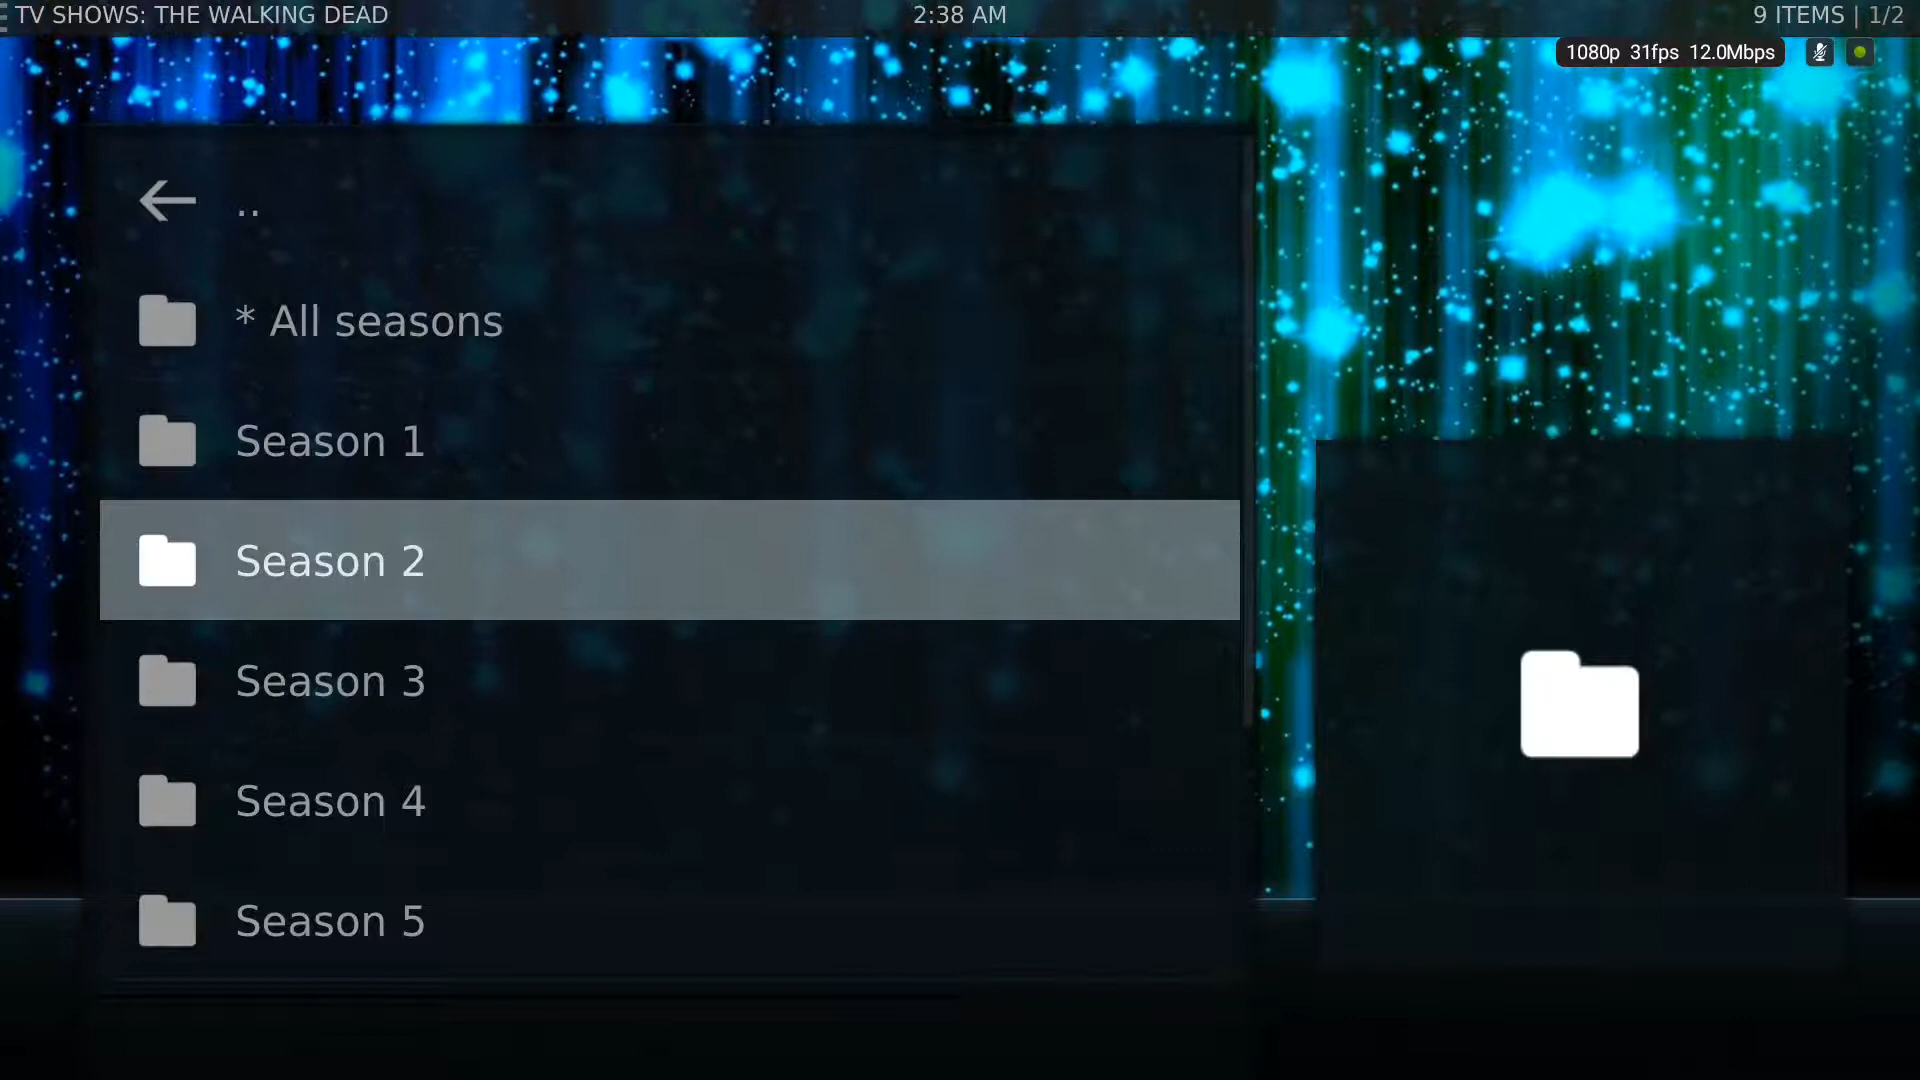 TV SHOWS: THE WALKING DEAD
2:38 AM
9 ITEMS | 1/2
1080p 31fps 12.0Mbps
..
* All seasons
Season 1
Season 2
Season 3
Season 4
Season 5